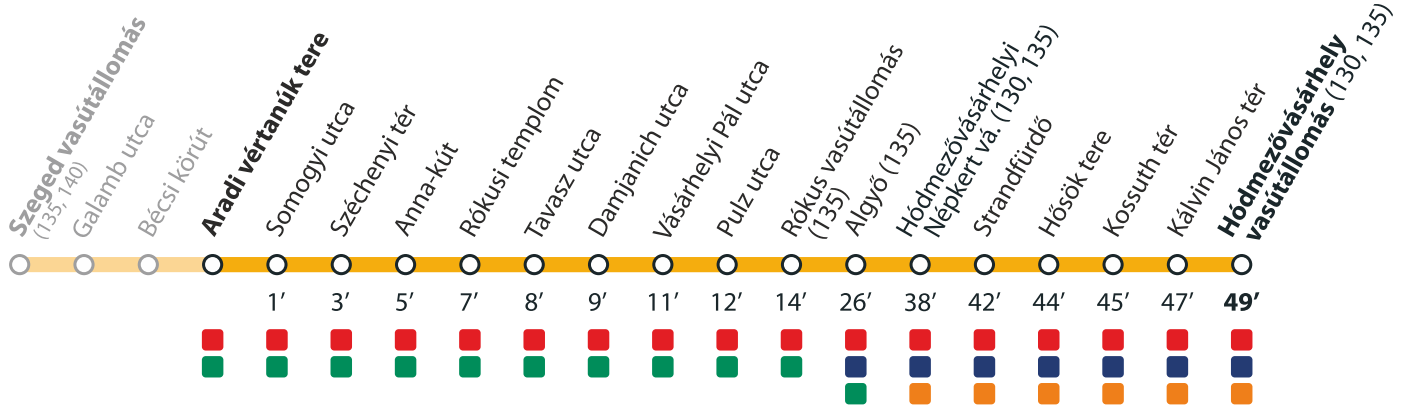 Szeged vasútállomás
(135, 140)
Galamb utca
Bécsi körút
Aradi vértanúk tere
Somogyi utca
Széchenyi tér
Anna-kút
Rókusi templom
Tavasz utca
Damjanich utca
Vásárhelyi Pál utca
Pulz utca
Rókus vasútállomás
(135)
Algyő (135)
Hódmezővásárhelyi
Népkert vá. (130, 135)
Strandfürdő
Hősök tere
Kossuth tér
Kálvin János tér
Hódmezővásárhely
vasútállomás (130, 135)
1’ 3’ 5’ 7’ 8’ 9’ 11’ 12’ 14’ 26’ 38’ 42’ 44’ 45’ 47’ 49’